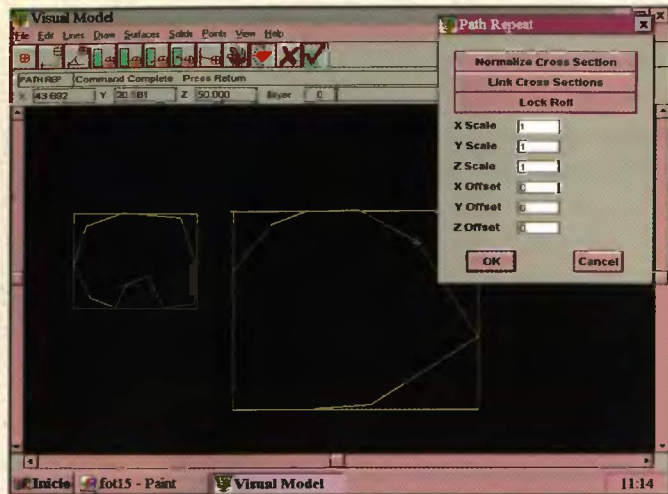 Visual Model
File Edit Lines Draw Surfaces Solids Points View Help
PATH REP Command Complete Press Return
X 43.692 Y 20.181 Z 50.000 layer 0
Path Repeat
Normalize Cross Section
Link Cross Sections
Lock Roll
X Scale 1
Y Scale 1
Z Scale 1
X Offset 0
Y Offset 0
Z Offset 0
OK Cancel
Inicio fot15 - Paint Visual Model 11:14